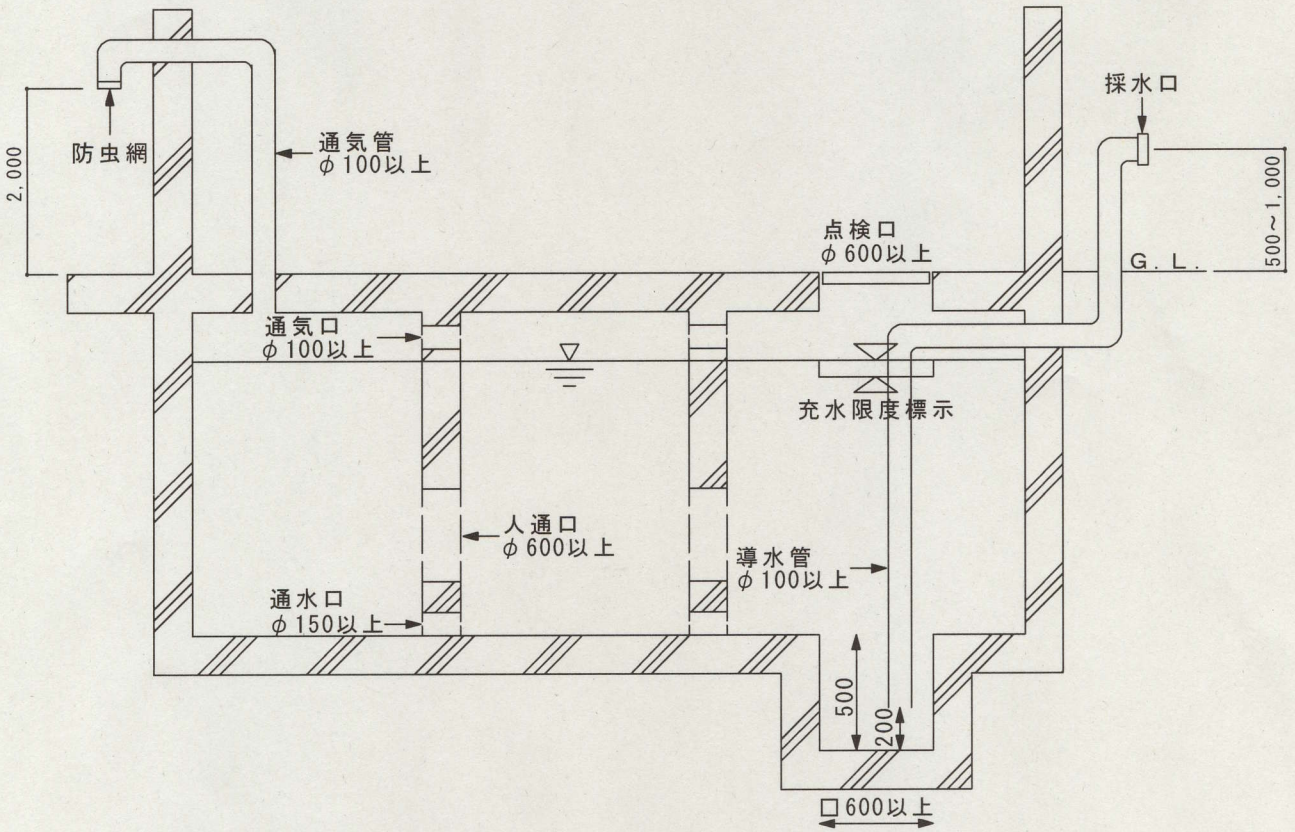 採水口
防虫網
通気管
φ100以上
2,000
500~1,000
点検口
φ600以上
G.L.
通気口
φ100以上
充水限度標示
人通口
φ600以上
導水管
φ100以上
通水口
φ150以上
500
200
□600以上